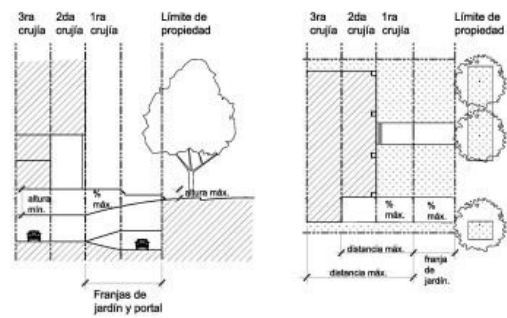 3ra crujía
2da crujía
1ra crujía
Límite de propiedad
altura mín.
% máx.
altura máx.
Franjas de
jardín y portal
3ra crujía
2da crujía
1ra crujía
Límite de propiedad
% máx.
% máx.
distancia máx.
distancia máx.
franja
de
jardín.